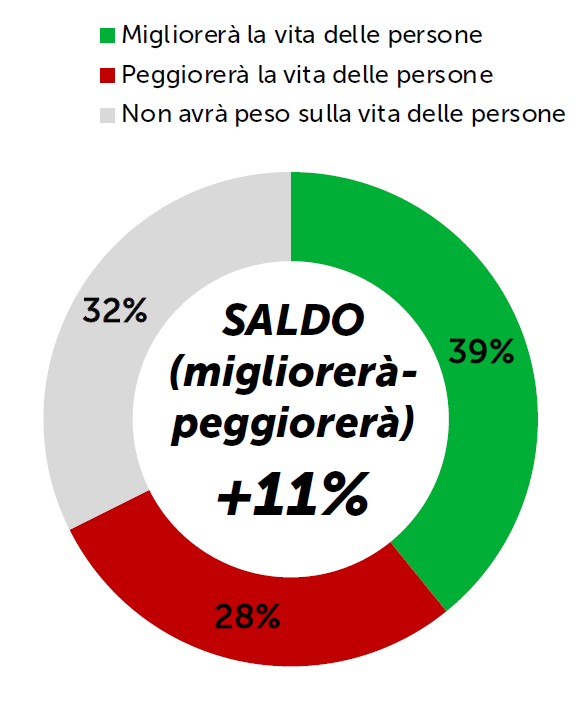 Migliorerà la vita delle persone
Peggiorerà la vita delle persone
Non avrà peso sulla vita delle persone
32%
39%
SALDO
(migliorerà-
peggiorerà)
+11%
28%